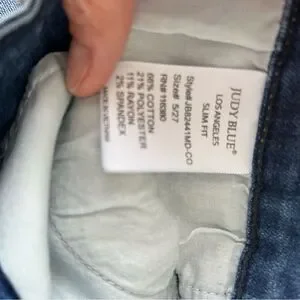 JUDY BLUE®
LOS ANGELES
SLIM FIT
Style# JB82441MD-CO
Size# 5/27
RN# 116380
66% COTTON
21% POLYESTER
11% RAYON
2% SPANDEX